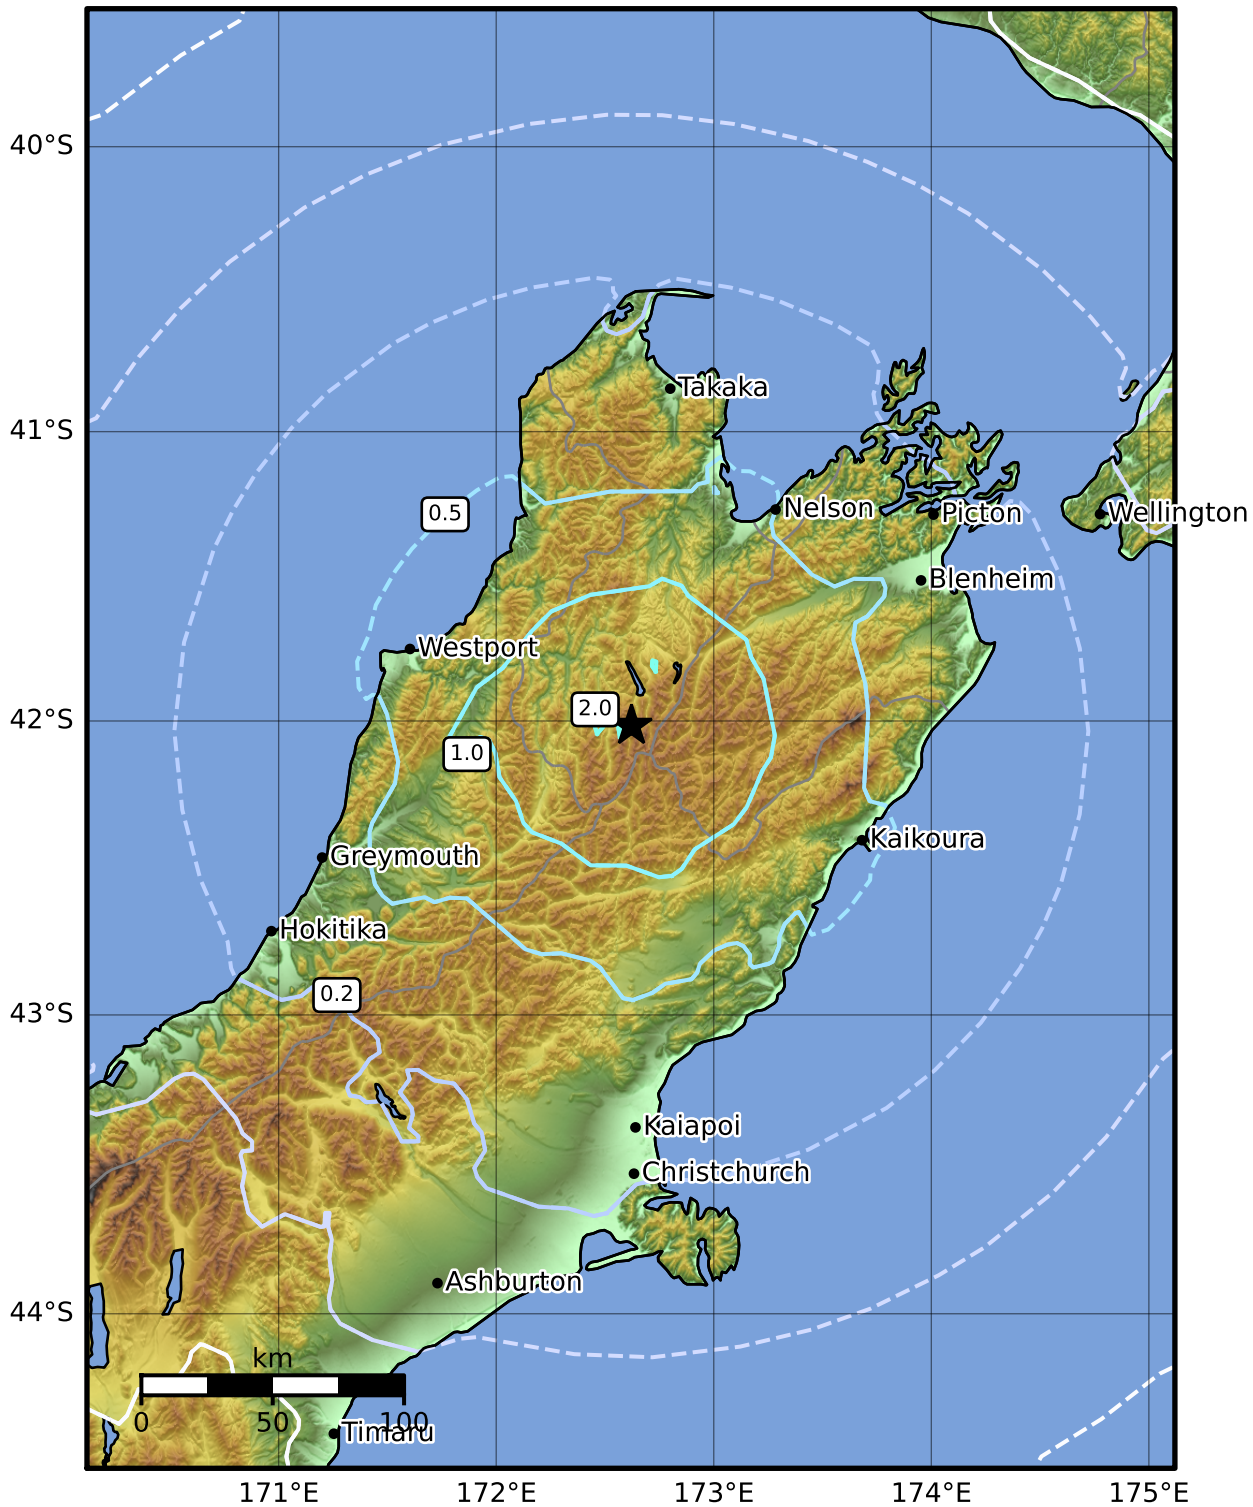 40°S
41°S
Takaka
0.5
Nelson
Picton
Wellington
Blenheim
Westport
2.0
42°S
1.0
Kaikoura
Greymouth
Hokitika
0.2
43°S
Kaiapoi
Christchurch
Ashburton
44°S
km
0 50 100
Timaru
171°E 172°E 173°E 174°E 175°E